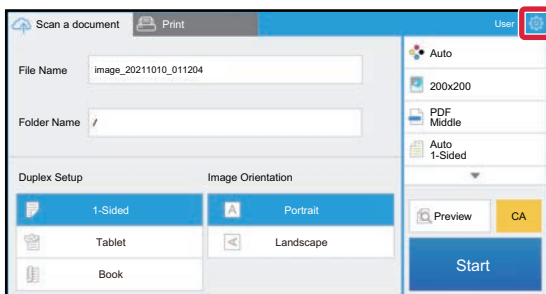 Scan a document
Print
User
File Name
image_20211010_011204
Folder Name
/
Duplex Setup
Image Orientation
1-Sided
A
Portrait
Tablet
A
Landscape
Book
Auto
200x200
PDF
Middle
Auto
1-Sided
Preview
CA
Start